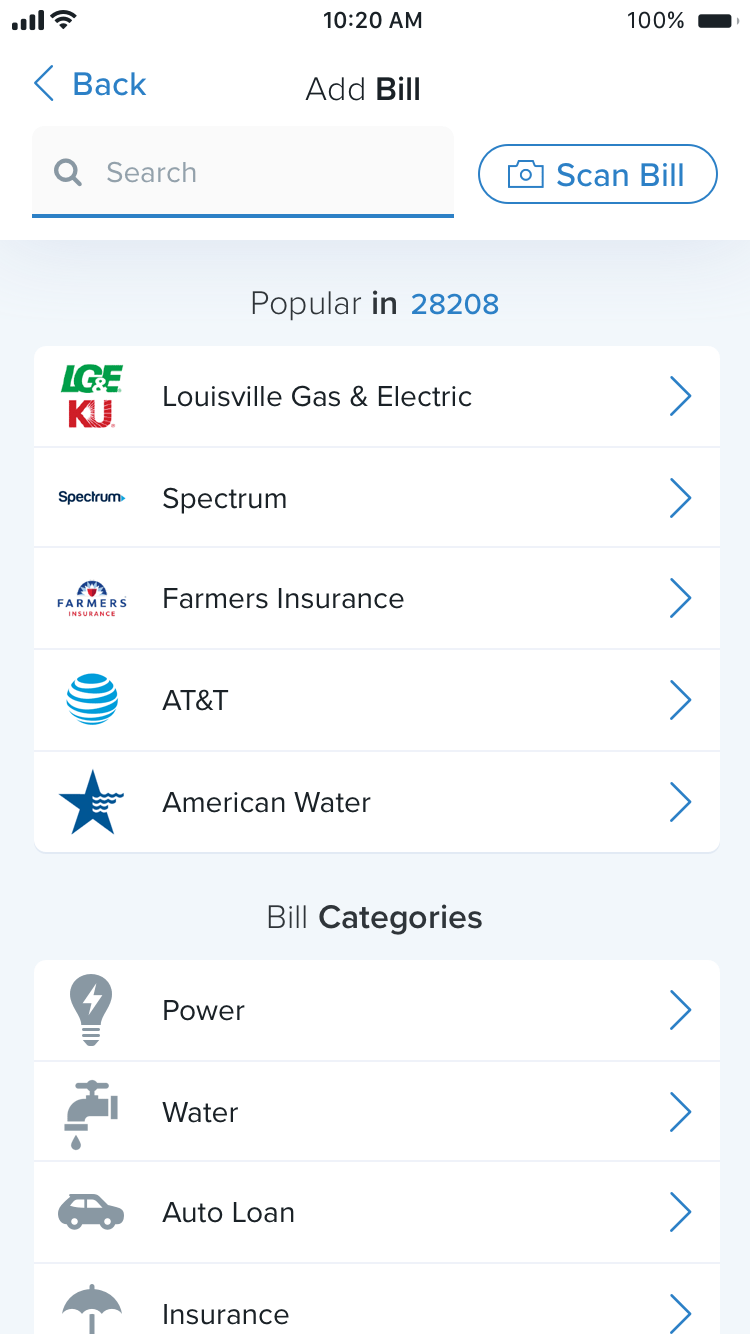 10:20 AM
100%
Back
Add Bill
Search
Scan Bill
Popular in 28208
LG&E
KU
Louisville Gas & Electric
Spectrum
Spectrum
FARMERS
INSURANCE
Farmers Insurance
AT&T
American Water
Bill Categories
Power
Water
Auto Loan
Insurance